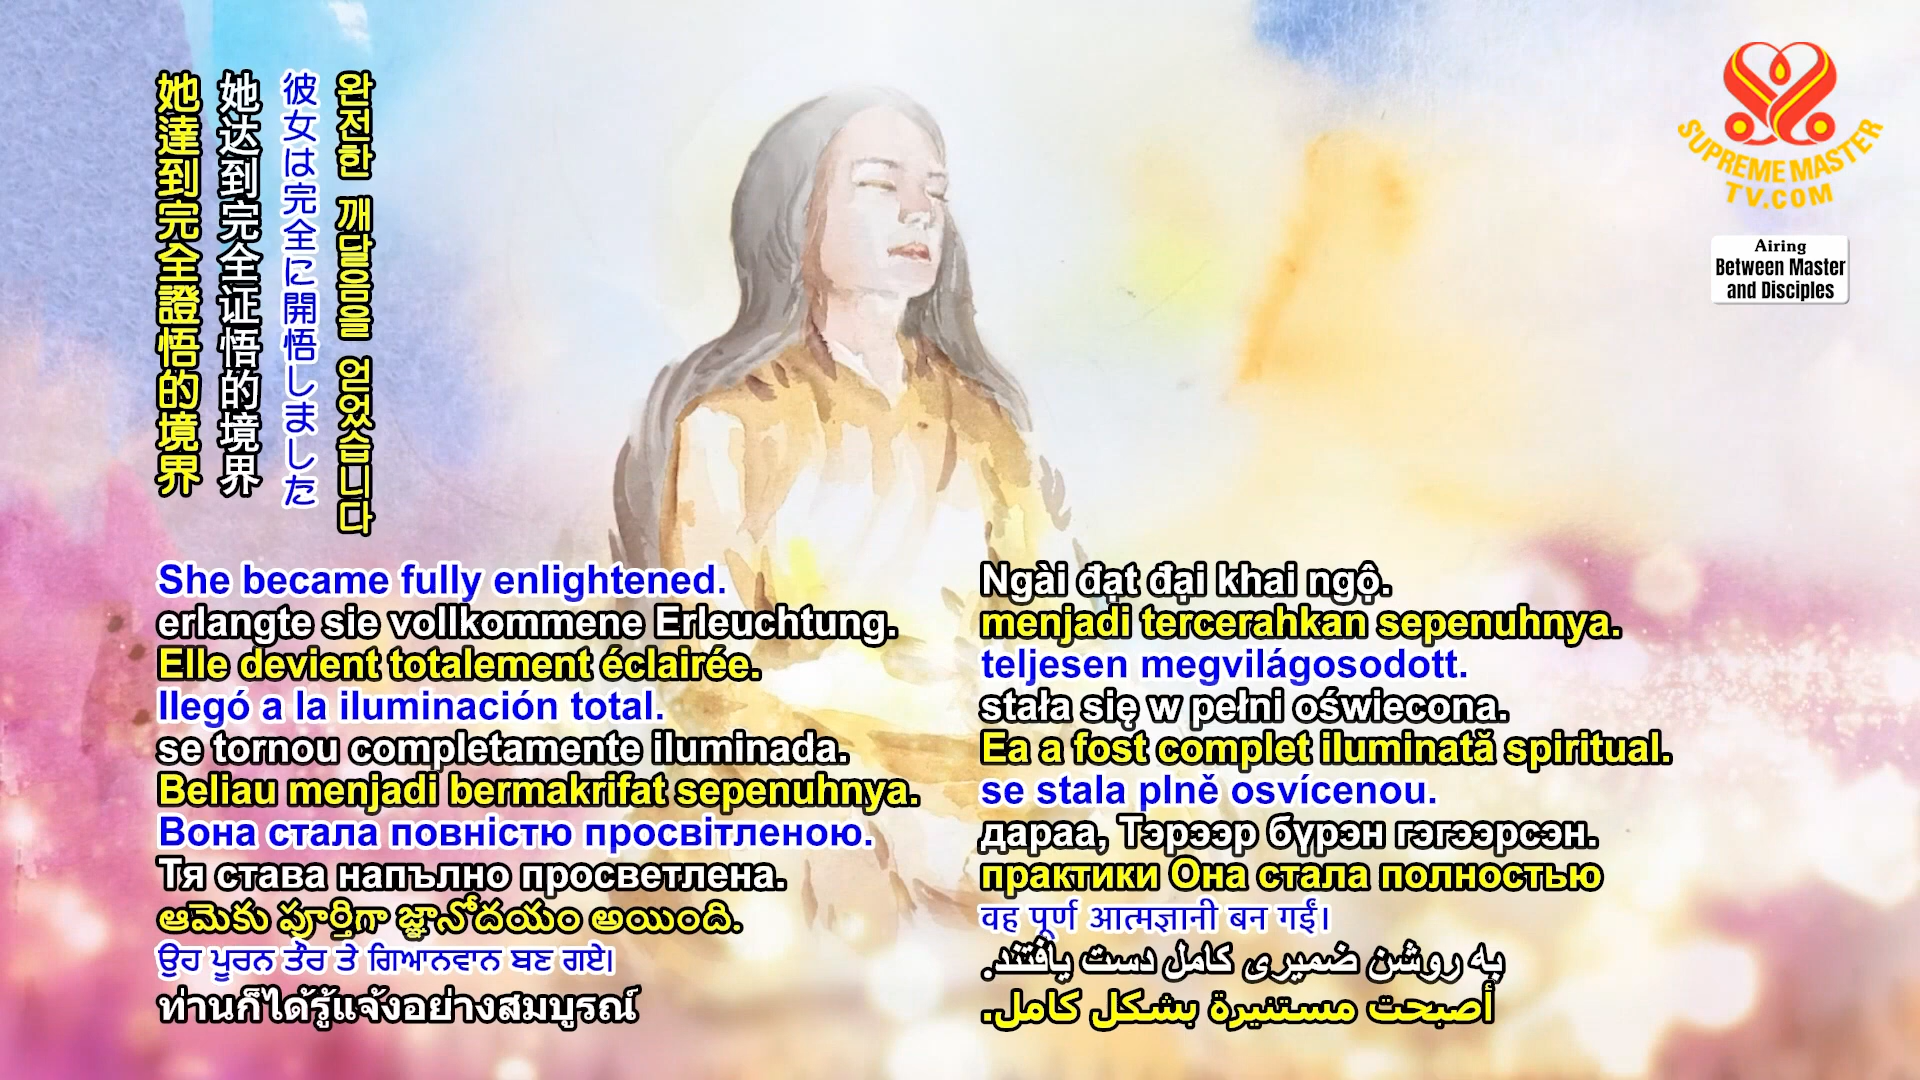 她達到完全證悟的境界
她达到完全证悟的境界
彼女は完全に開悟しました
완전한 깨달음을 얻었습니다
SUPREME MASTER
TV.COM
Airing
Between Master
and Disciples
She became fully enlightened.
erlangte sie vollkommene Erleuchtung.
Elle devient totalement éclairée.
llegó a la iluminación total.
se tornou completamente iluminada.
Beliau menjadi bermakrifat sepenuhnya.
Вона стала повністю просвітленою.
Тя става напълно просветлена.
ఆమెకు పూర్తిగా జ్ఞానోదయం అయింది.
ਉਹ ਪੂਰਨ ਤੌਰ ਤੇ ਗਿਆਨਵਾਨ ਬਣ ਗਏ।
ท่านก็ได้รู้แจ้งอย่างสมบูรณ์
Ngài đạt đại khai ngộ.
menjadi tercerahkan sepenuhnya.
teljesen megvilágosodott.
stała się w pełni oświecona.
Ea a fost complet iluminată spiritual.
se stala plně osvícenou.
дараа, Тэрээр бүрэн гэгээрсэн.
практики Она стала полностью
वह पूर्ण आत्मज्ञानी बन गईं।
به روشن ضمیری کامل دست یافتند.
أصبحت مستنيرة بشكل كامل.